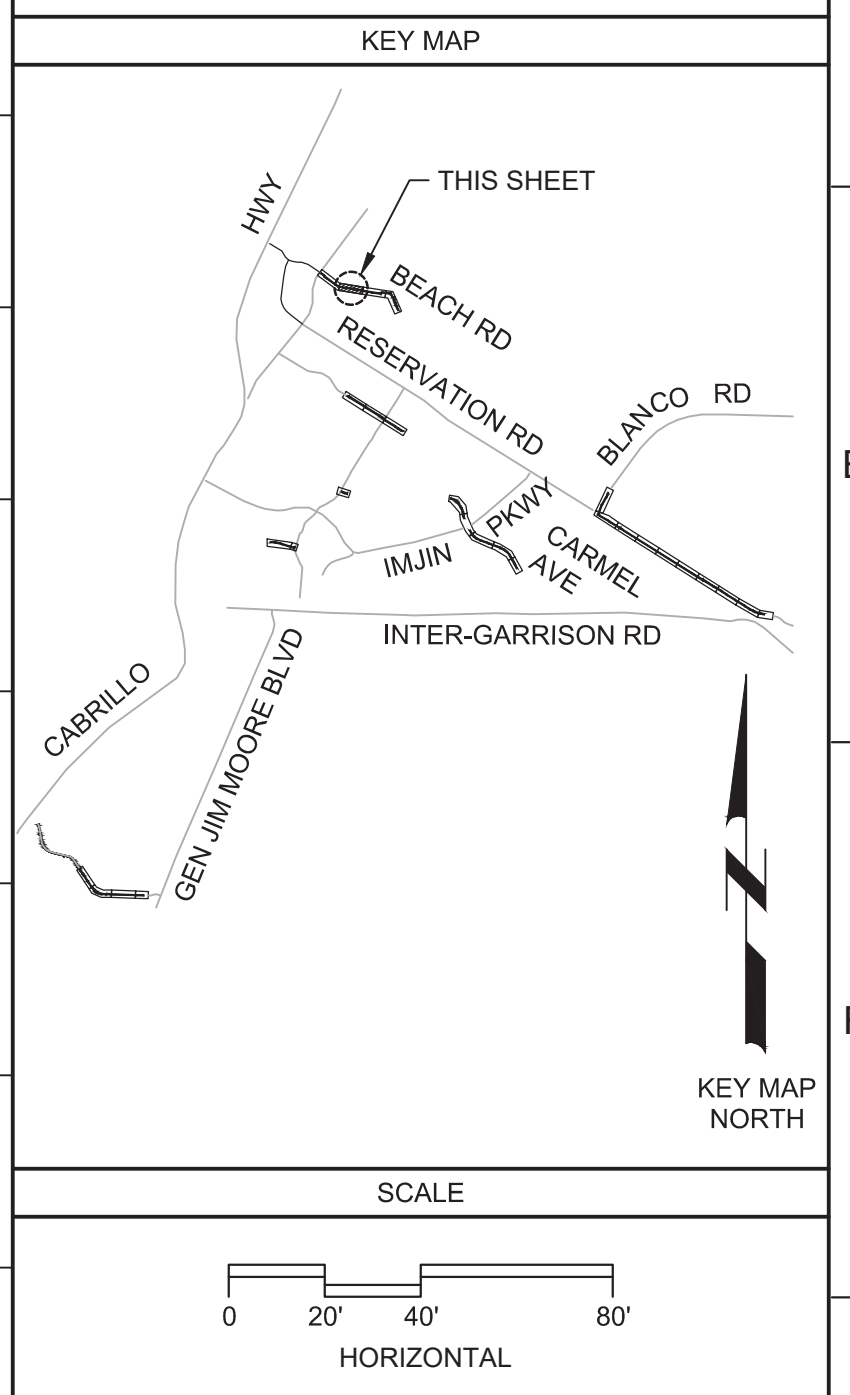 KEY MAP
THIS SHEET
HWY
BEACH RD
RESERVATION RD
BLANCO RD
PKWY
IMJIN
CARMEL
AVE
INTER-GARRISON RD
CABRILLO
GEN JIM MOORE BLVD
N
KEY MAP
NORTH
SCALE
0 20' 40' 80'
HORIZONTAL